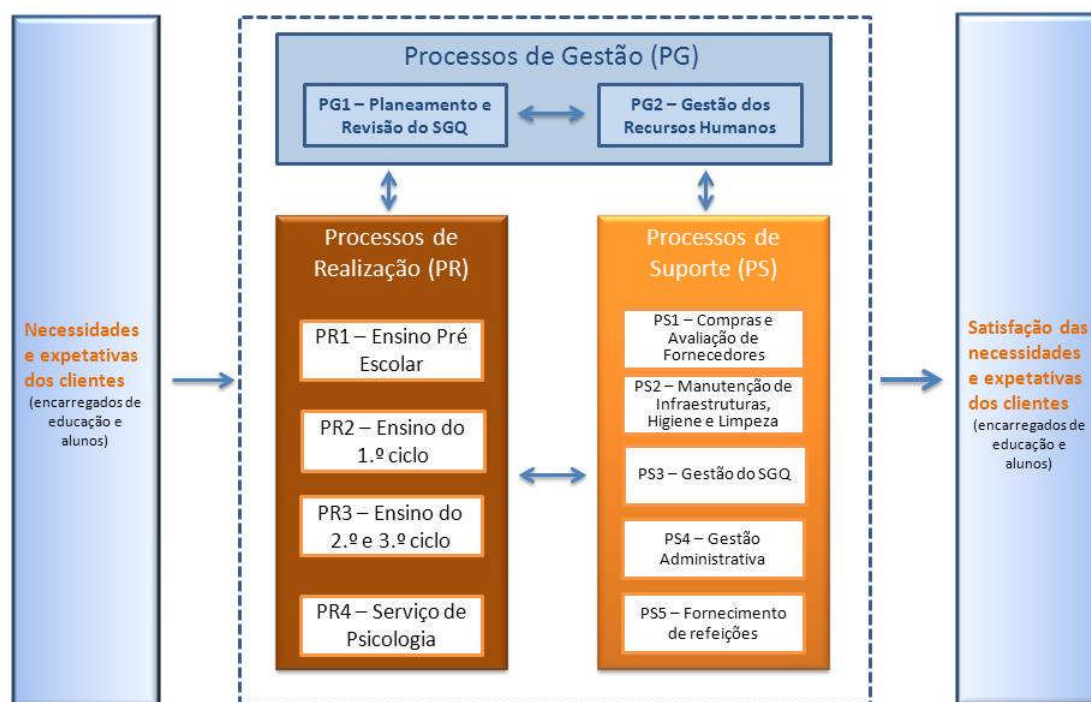 Processos de Gestão (PG)
PG1 – Planeamento e
Revisão do SGQ
PG2 – Gestão dos
Recursos Humanos
Necessidades
e expetativas
dos clientes
(encarregados de
educação e
alunos)
Processos de
Realização (PR)
PR1 – Ensino Pré
Escolar
PR2 – Ensino do
1.º ciclo
PR3 – Ensino do
2.º e 3.º ciclo
PR4 – Serviço de
Psicologia
Processos de
Suporte (PS)
PS1 – Compras e
Avaliação de
Fornecedores
PS2 – Manutenção de
Infraestruturas,
Higiene e Limpeza
PS3 – Gestão do SGQ
PS4 – Gestão
Administrativa
PS5 – Fornecimento
de refeições
Satisfação das
necessidades
e expetativas
dos clientes
(encarregados de
educação e
alunos)